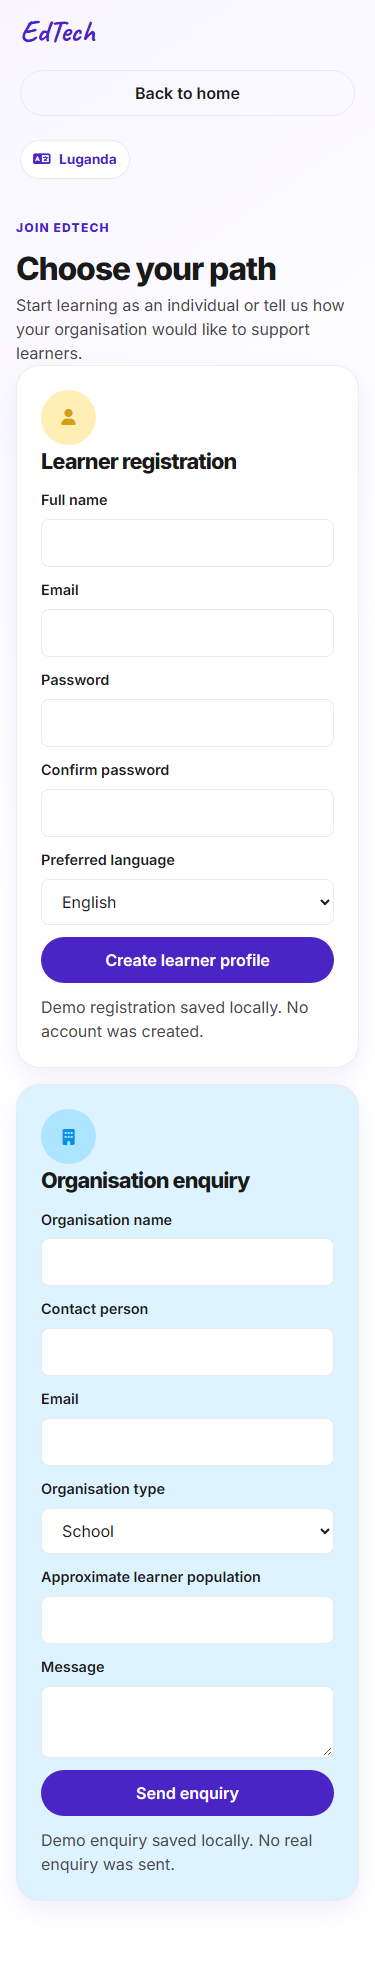 EdTech
Back to home
Luganda
JOIN EDTECH
Choose your path
Start learning as an individual or tell us how
your organisation would like to support
learners.
Learner registration
Full name
Email
Password
Confirm password
Preferred language
English
Create learner profile
Demo registration saved locally. No
account was created.
Organisation enquiry
Organisation name
Contact person
Email
Organisation type
School
Approximate learner population
Message
Send enquiry
Demo enquiry saved locally. No real
enquiry was sent.